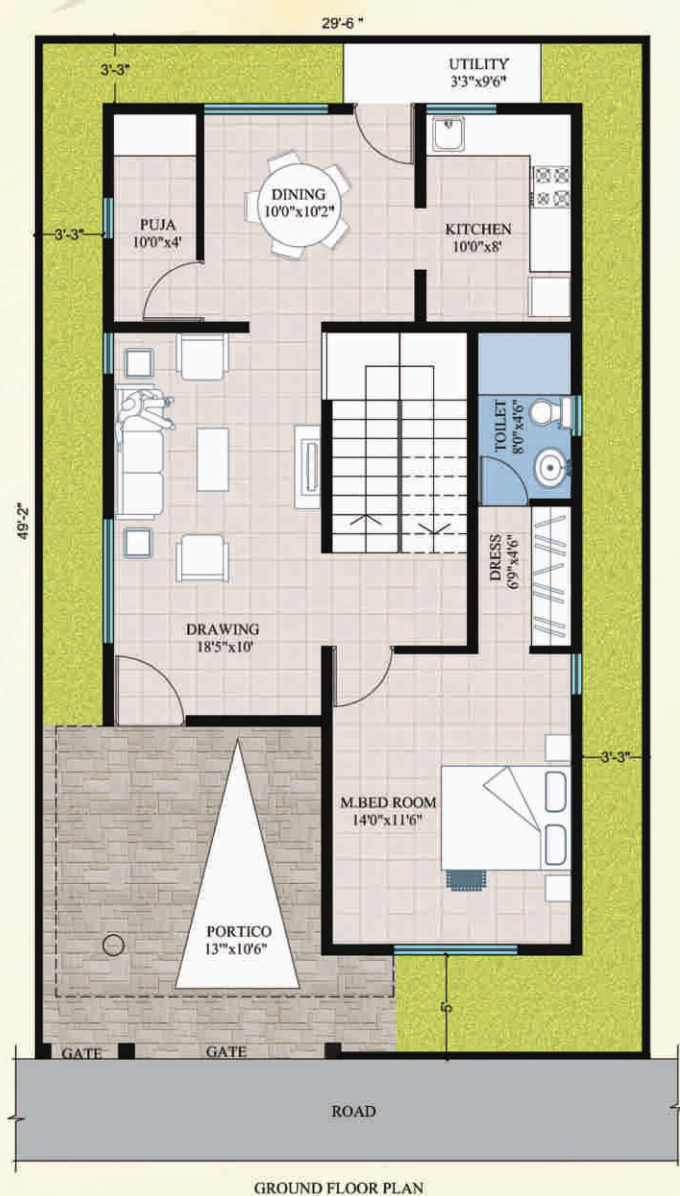 29'-6 "
UTILITY
3'3"x9'6"
3'-3"
DINING
10'0"x10'2"
PUJA
10'0"x4'
3'-3"
KITCHEN
10'0"x8'
TOILET
8'0"x4'6"
49'-2"
DRESS
6'9"x4'6"
DRAWING
18'5"x10'
3'-3"
M.BED ROOM
14'0"x11'6"
PORTICO
13'"x10'6"
5'
GATE
GATE
ROAD
GROUND FLOOR PLAN